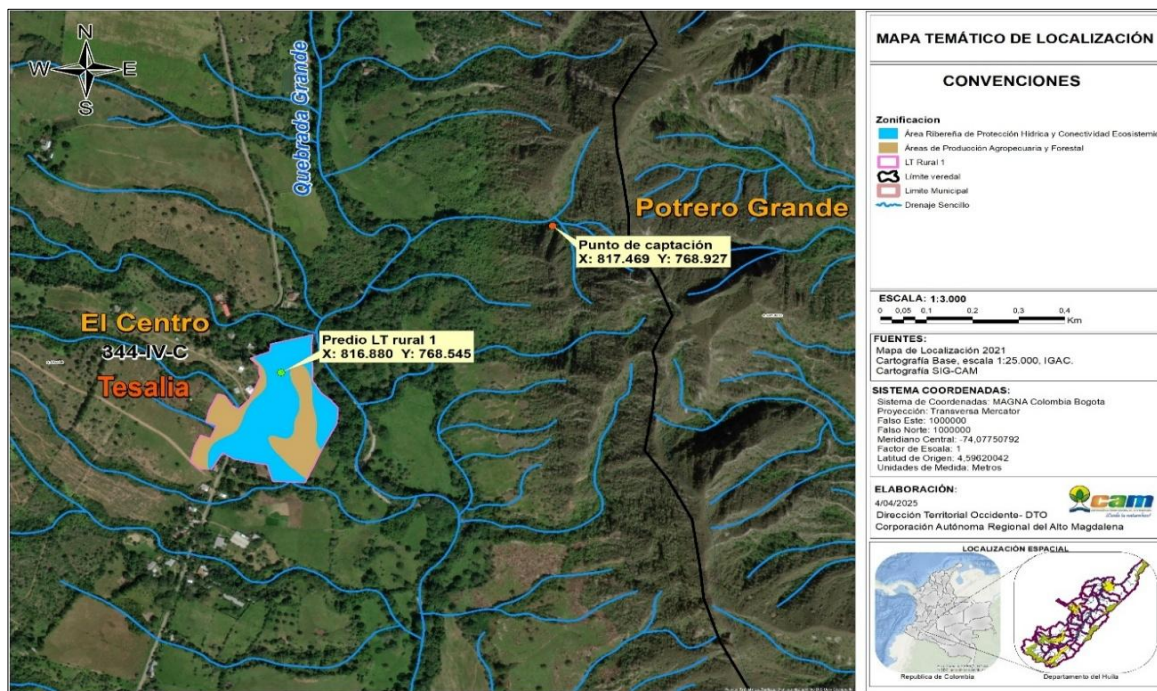 N
W E
S
Quebrada Grande
Potrero Grande
Punto de captación
X: 817.469 Y: 768.927
El Centro
344-IV-C
Tesalia
Predio LT rural 1
X: 816.880 Y: 768.545
MAPA TEMÁTICO DE LOCALIZACIÓN
CONVENCIONES
Zonificacion
Área Ribereña de Protección Hídrica y Conectividad Ecosistemi
Áreas de Producción Agropecuaria y Forestal
LT Rural 1
Límite veredal
Limite Municipal
Drenaje Sencillo
ESCALA: 1:3.000
0 0,05 0,1 0,2 0,3 0,4
Km
FUENTES:
Mapa de Localización 2021
Cartografía Base, escala 1:25.000, IGAC.
Cartografía SIG-CAM
SISTEMA COORDENADAS:
Sistema de Coordenadas: MAGNA Colombia Bogota
Proyección: Transversa Mercator
Falso Este: 1000000
Falso Norte: 1000000
Meridiano Central: -74,07750792
Factor de Escala: 1
Latitud de Origen: 4,59620042
Unidades de Medida: Metros
ELABORACIÓN:
4/04/2025
Dirección Territorial Occidente- DTO
Corporación Autónoma Regional del Alto Magdalena
cam
LOCALIZACIÓN ESPACIAL
Republica de Colombia
Departamento del Huila